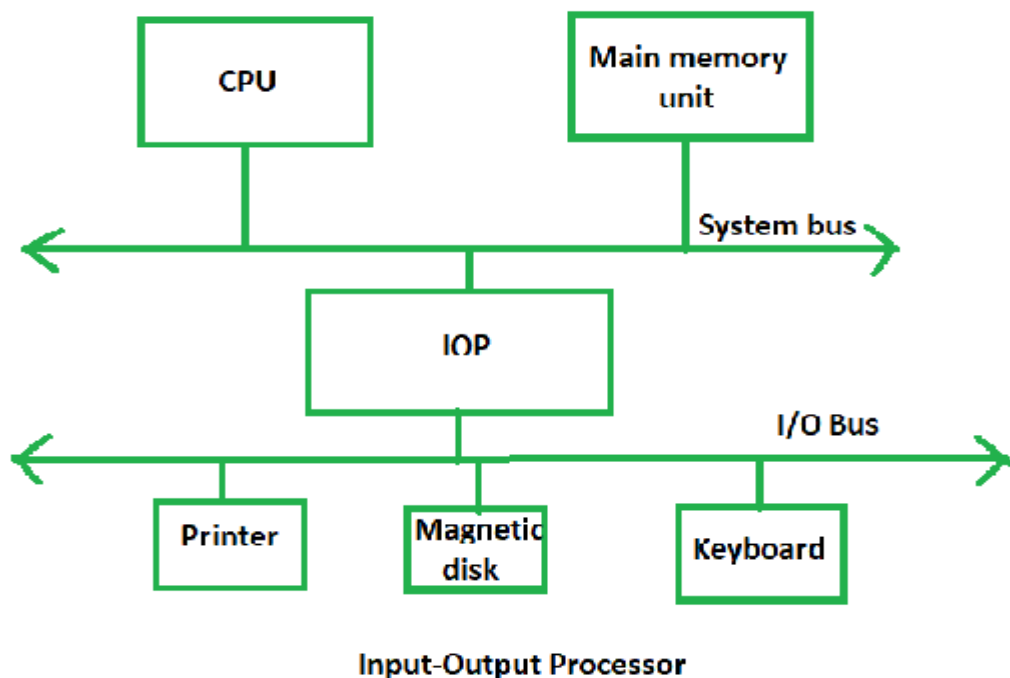 CPU
Main memory
unit
System bus
IOP
I/O Bus
Printer
Magnetic
disk
Keyboard
Input-Output Processor